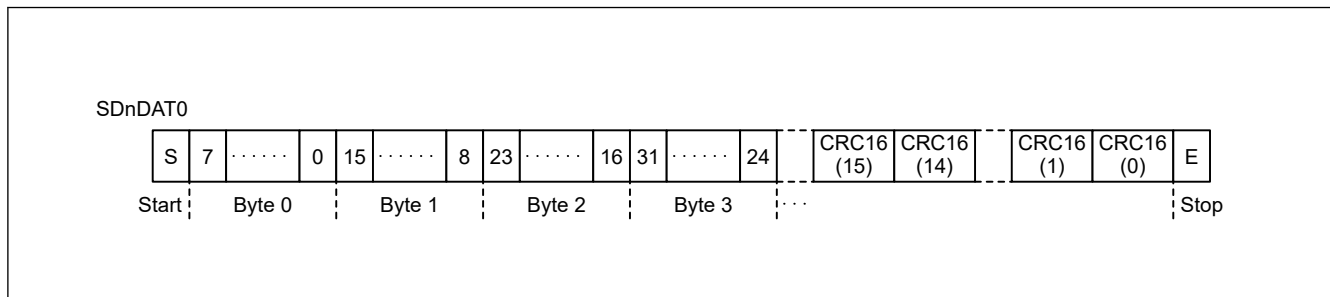 SDnDAT0
S 7 ...... 0 15 ...... 8 23 ...... 16 31 ...... 24 CRC16 (15) CRC16 (14) CRC16 (1) CRC16 (0) E
Start Byte 0 Byte 1 Byte 2 Byte 3 ... Stop